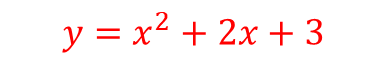 y = x² + 2x + 3